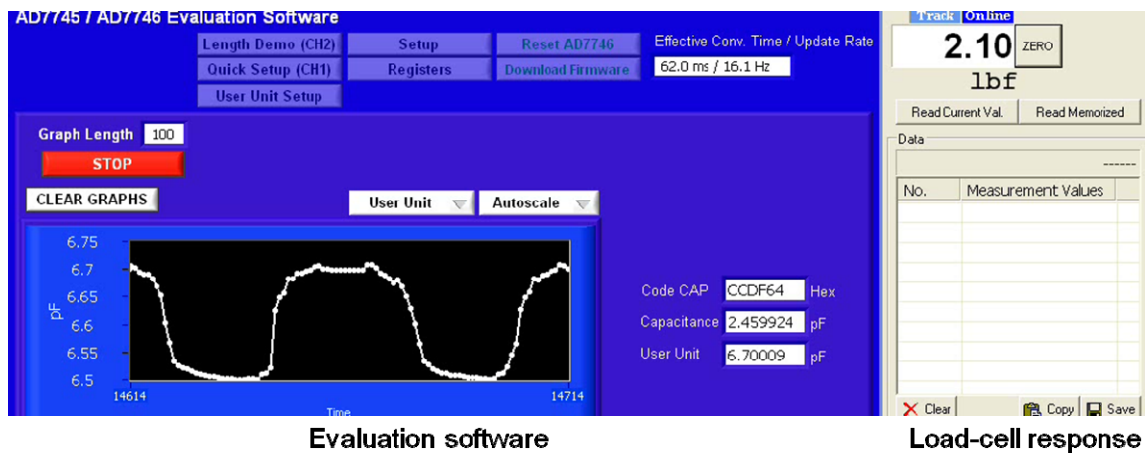 AD7745 / AD7746 Evaluation Software
Length Demo (CH2)
Setup
Reset AD7746
Effective Conv. Time / Update Rate
Quick Setup (CH1)
Registers
Download Firmware
62.0 ms / 16.1 Hz
User Unit Setup
Graph Length 100
STOP
CLEAR GRAPHS
User Unit
Autoscale
6.75
6.7
6.65
6.6
6.55
6.5
pF
14614
14714
Time
Code CAP CCDF64 Hex
Capacitance 2.459924 pF
User Unit 6.70009 pF
Track Online
2.10 ZERO
lbf
Read Current Val. Read Memorized
Data
------
No. Measurement Values
Clear Copy Save
Evaluation software
Load-cell response